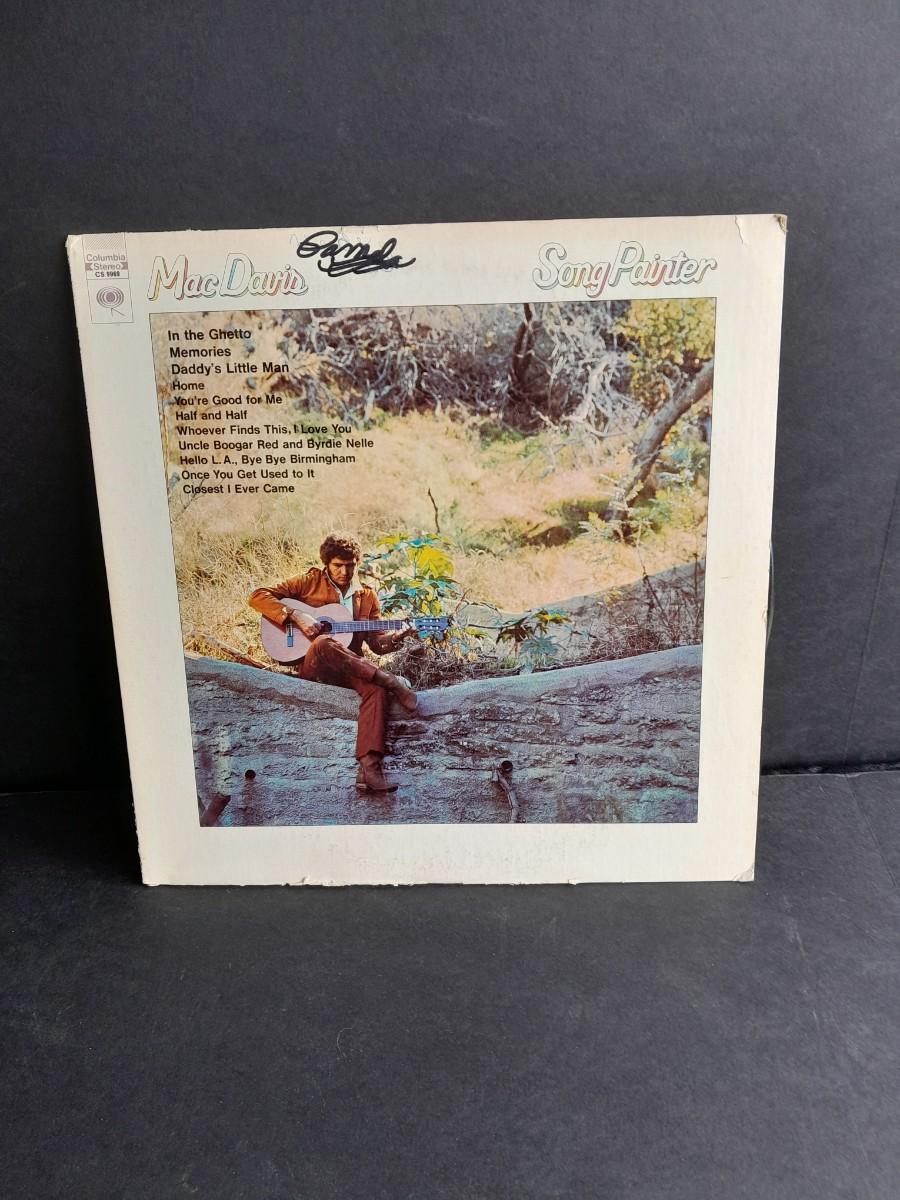 Columbia
Stereo
CS 9969
Mac Davis
Pamela
Song Painter
In the Ghetto
Memories
Daddy's Little Man
Home
You're Good for Me
Half and Half
Whoever Finds This, I Love You
Uncle Boogar Red and Byrdie Nelle
Hello L.A., Bye Bye Birmingham
Once You Get Used to It
Closest I Ever Came